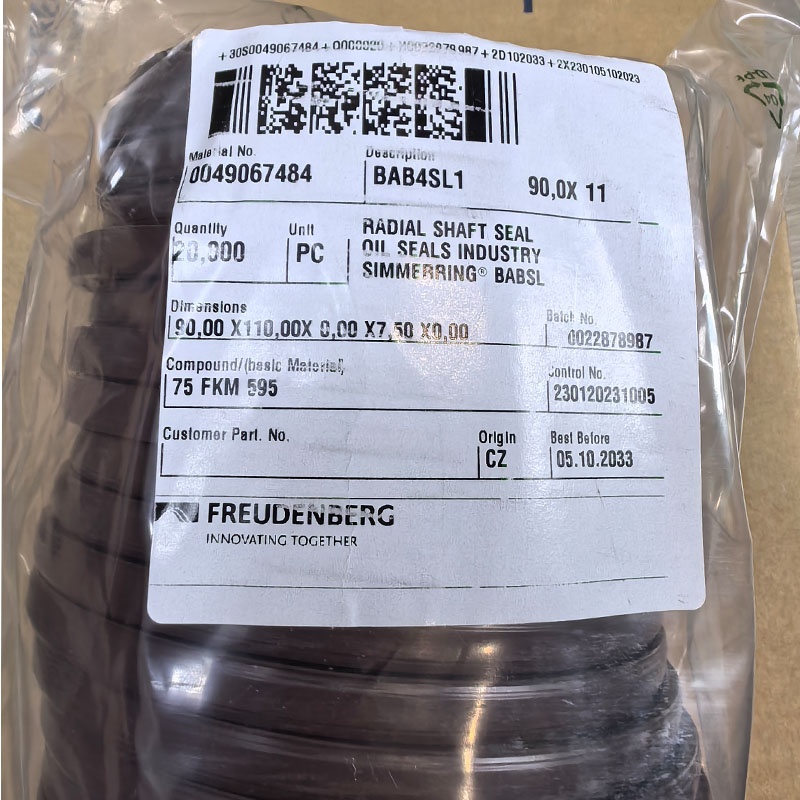 +30S0049067484+Q000020+H0022878987+2D102033+2X230105102023
Material No.
0049067484
Description
BAB4SL1 90,0X 11
Quantity
20,000
Unit
PC
RADIAL SHAFT SEAL
OIL SEALS INDUSTRY
SIMMERRING® BABSL
Dimensions
90,00 X110,00X 0,00 X7,50 X0,00
Batch No.
0022878987
Compound/(basic Material)
75 FKM 595
Control No.
230120231005
Customer Part. No.
Origin
CZ
Best Before
05.10.2033
FREUDENBERG
INNOVATING TOGETHER